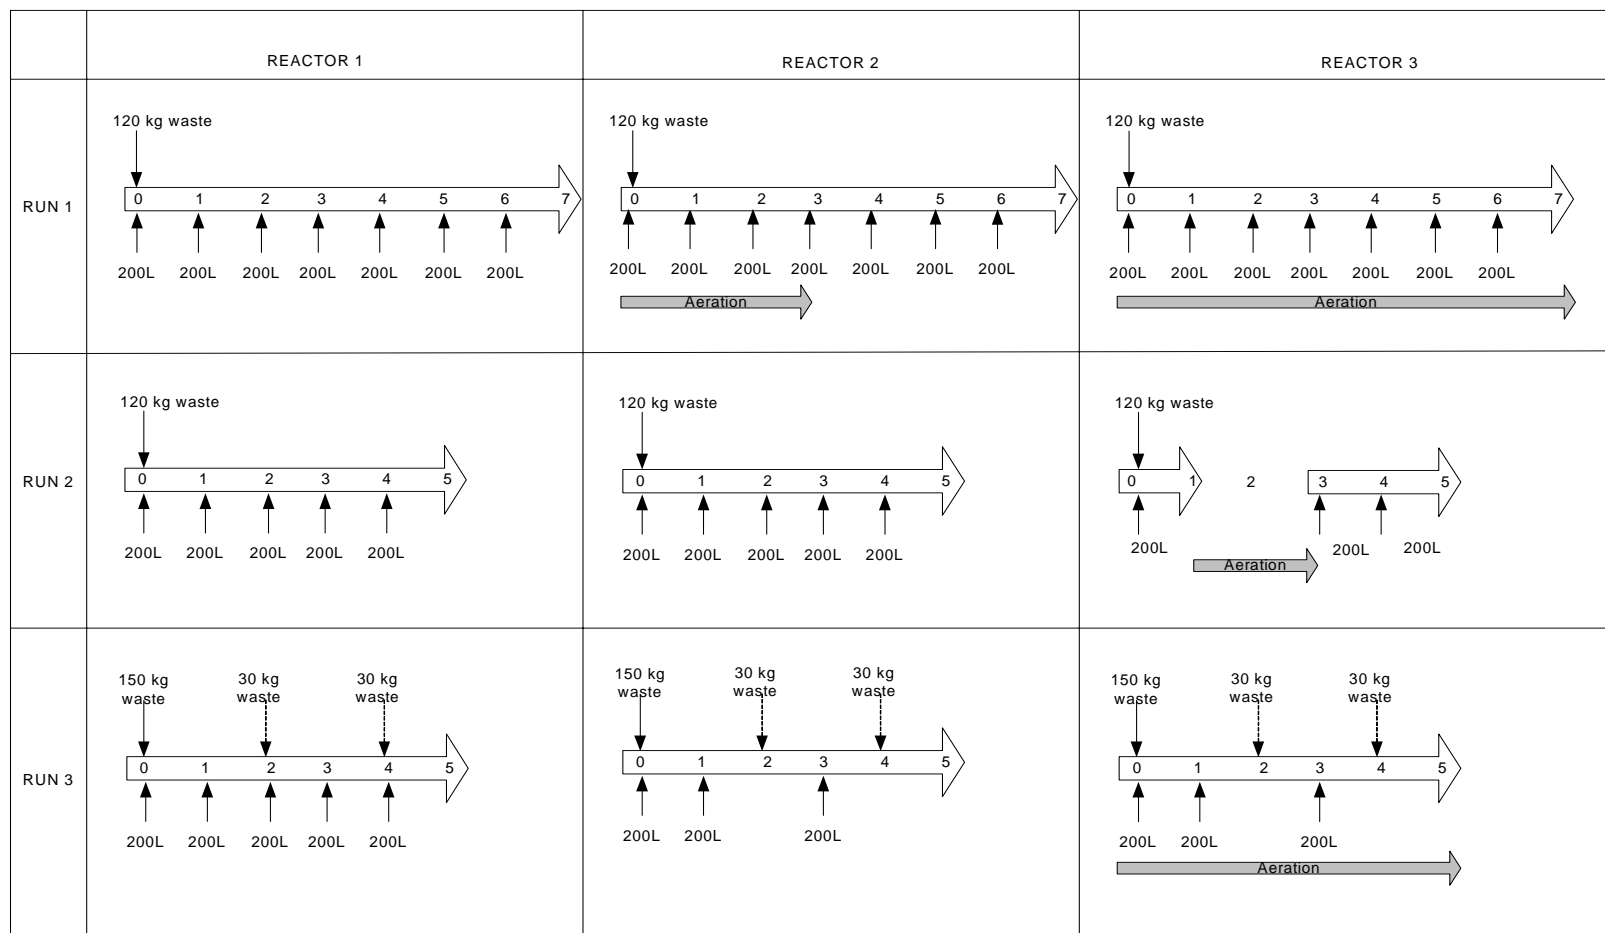 REACTOR 1
REACTOR 2
REACTOR 3
RUN 1
120 kg waste
0 1 2 3 4 5 6 7
200L 200L 200L 200L 200L 200L 200L
120 kg waste
0 1 2 3 4 5 6 7
200L 200L 200L 200L 200L 200L 200L
Aeration
120 kg waste
0 1 2 3 4 5 6 7
200L 200L 200L 200L 200L 200L 200L
Aeration
RUN 2
120 kg waste
0 1 2 3 4 5
200L 200L 200L 200L 200L
120 kg waste
0 1 2 3 4 5
200L 200L 200L 200L 200L
120 kg waste
0 1 2 3 4 5
200L 200L 200L
Aeration
RUN 3
150 kg 30 kg 30 kg
waste waste waste
0 1 2 3 4 5
200L 200L 200L 200L 200L
150 kg 30 kg 30 kg
waste waste waste
0 1 2 3 4 5
200L 200L 200L
150 kg 30 kg 30 kg
waste waste waste
0 1 2 3 4 5
200L 200L 200L
Aeration